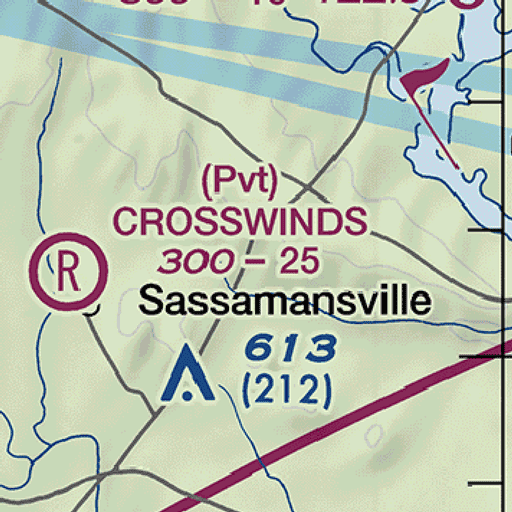 (Pvt)
CROSSWINDS
300 – 25
R
Sassamansville
613
(212)